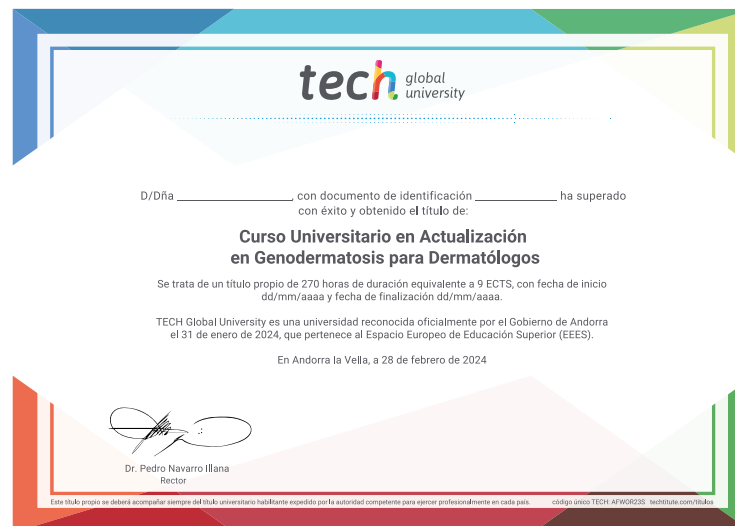 tech global university
D/Dña ______________________, con documento de identificación ________________ ha superado
con éxito y obtenido el título de:
Curso Universitario en Actualización
en Genodermatosis para Dermatólogos
Se trata de un título propio de 270 horas de duración equivalente a 9 ECTS, con fecha de inicio
dd/mm/aaaa y fecha de finalización dd/mm/aaaa.
TECH Global University es una universidad reconocida oficialmente por el Gobierno de Andorra
el 31 de enero de 2024, que pertenece al Espacio Europeo de Educación Superior (EEES).
En Andorra la Vella, a 28 de febrero de 2024
Dr. Pedro Navarro Illana
Rector
Este título propio se deberá acompañar siempre del título universitario habilitante expedido por la autoridad competente para ejercer profesionalmente en cada país. código único TECH: AFWOR23S techtitute.com/titulos